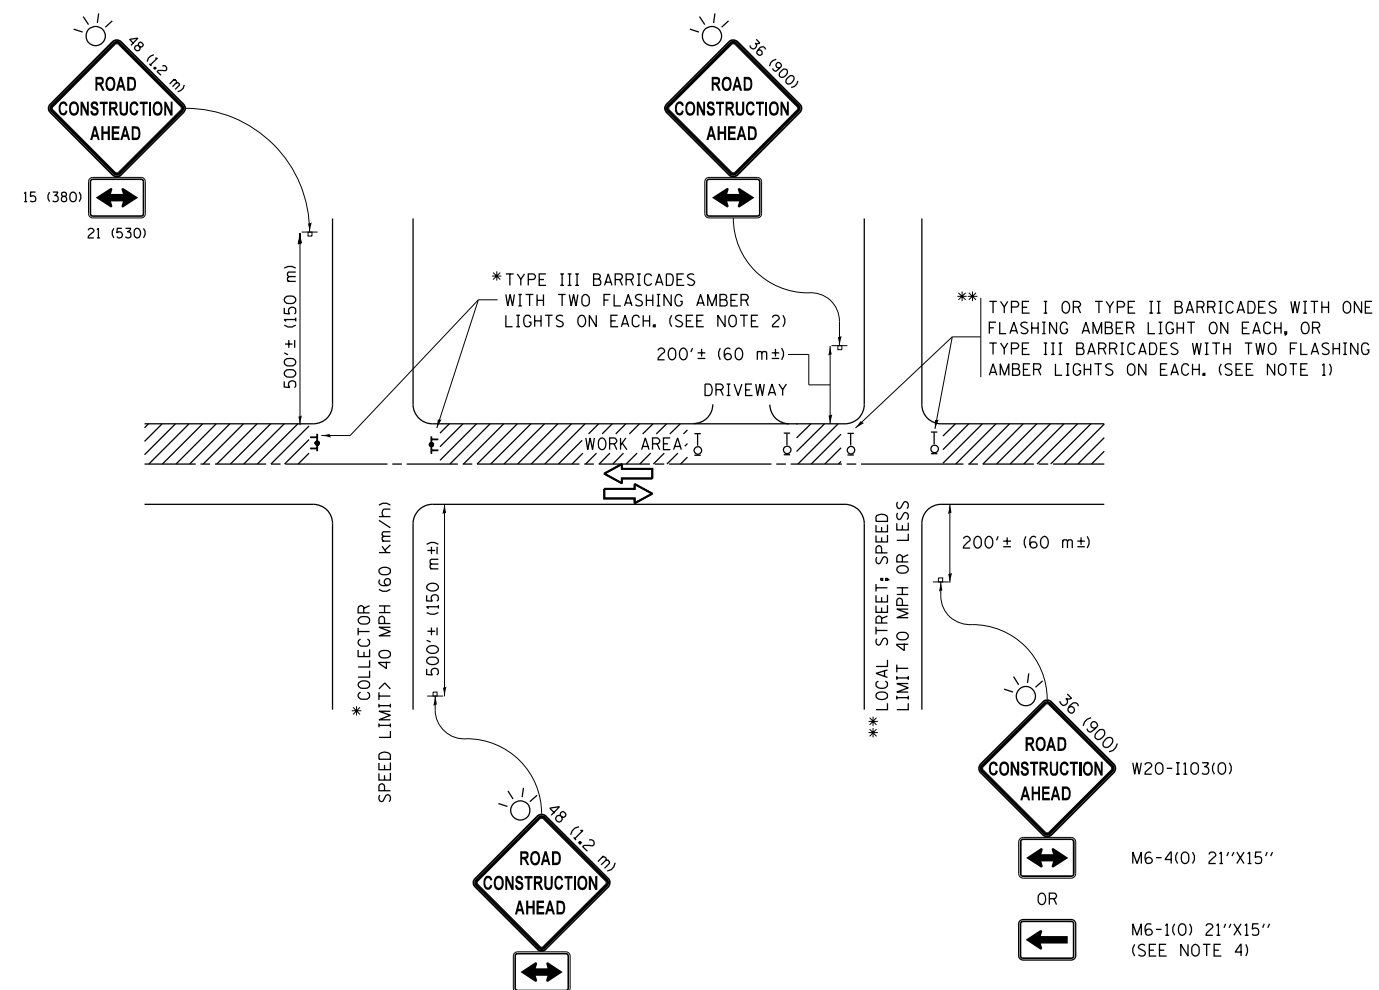 48 (1.2 m)
ROAD
CONSTRUCTION
AHEAD
15 (380)
21 (530)
36 (900)
ROAD
CONSTRUCTION
AHEAD
500'± (150 m)
*TYPE III BARRICADES
WITH TWO FLASHING AMBER
LIGHTS ON EACH. (SEE NOTE 2)
200'± (60 m±)
DRIVEWAY
** TYPE I OR TYPE II BARRICADES WITH ONE
FLASHING AMBER LIGHT ON EACH, OR
TYPE III BARRICADES WITH TWO FLASHING
AMBER LIGHTS ON EACH. (SEE NOTE 1)
WORK AREA
*COLLECTOR
SPEED LIMIT> 40 MPH (60 km/h)
500'± (150 m±)
**LOCAL STREET; SPEED
LIMIT 40 MPH OR LESS
200'± (60 m±)
48 (1.2 m)
ROAD
CONSTRUCTION
AHEAD
36 (900)
ROAD
CONSTRUCTION
AHEAD
W20-I103(O)
M6-4(O) 21''X15''
OR
M6-1(O) 21''X15''
(SEE NOTE 4)